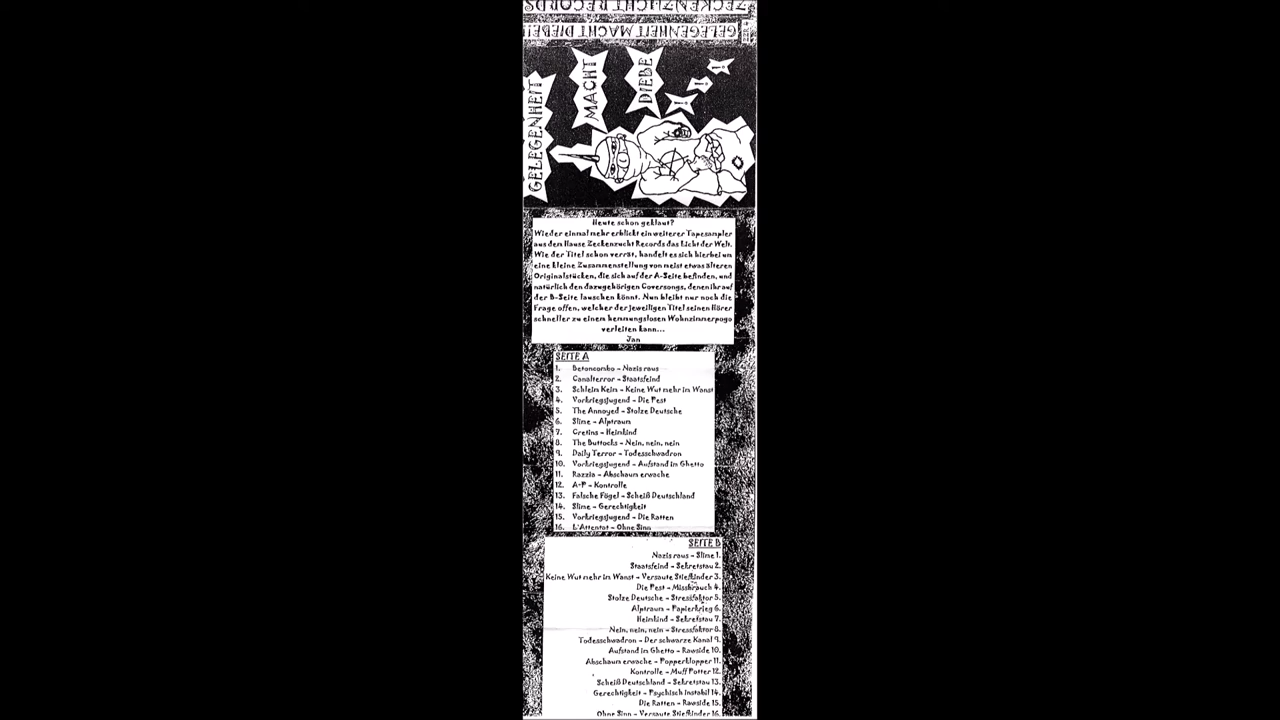 ZECKENZUCHT RECORDS
GELEGENHEIT MACHT DIEBE!!
GELEGENHEIT
MACHT
DIEBE
!
!
!
Heute schon geklaut?
Wieder einmal mehr erblickt ein weiterer Tapesampler
aus dem Hause Zeckenzucht Records das Licht der Welt.
Wie der Titel schon verrät, handelt es sich hierbei um
eine kleine Zusammenstellung von meist etwas älteren
Originalstücken, die sich auf der A-Seite befinden, und
natürlich den dazugehörigen Coversongs, denen ihr auf
der B-Seite lauschen könnt. Nun bleibt nur noch die
Frage offen, welcher der jeweiligen Titel seinen Hörer
schneller zu einem hemmungslosen Wohnzimmerpogo
verleiten kann...
Jan
SEITE A
1. Betoncombo - Nazis raus
2. Canalterror - Staatsfeind
3. Schleim Keim - Keine Wut mehr im Wanst
4. Vorkriegsjugend - Die Pest
5. The Annoyed - Stolze Deutsche
6. Slime - Alptraum
7. Cretins - Heimkind
8. The Buttocks - Nein, nein, nein
9. Daily Terror - Todesschwadron
10. Vorkriegsjugend - Aufstand im Ghetto
11. Razzia - Abschaum erwache
12. A+P - Kontrolle
13. Falsche Fögel - Scheiß Deutschland
14. Slime - Gerechtigkeit
15. Vorkriegsjugend - Die Ratten
16. L'Attentat - Ohne Sinn
SEITE B
Nazis raus - Slime 1.
Staatsfeind - Sekretstau 2.
Keine Wut mehr im Wanst - Versaute Stiefkinder 3.
Die Pest - Missbrauch 4.
Stolze Deutsche - Stressfaktor 5.
Alptraum - Papierkrieg 6.
Heimkind - Sekretstau 7.
Nein, nein, nein - Stressfaktor 8.
Todesschwadron - Der schwarze Kanal 9.
Aufstand im Ghetto - Rawside 10.
Abschaum erwache - Popperklopper 11.
Kontrolle - Muff Potter 12.
Scheiß Deutschland - Sekretstau 13.
Gerechtigkeit - Psychisch instabil 14.
Die Ratten - Rawside 15.
Ohne Sinn - Versaute Stiefkinder 16.